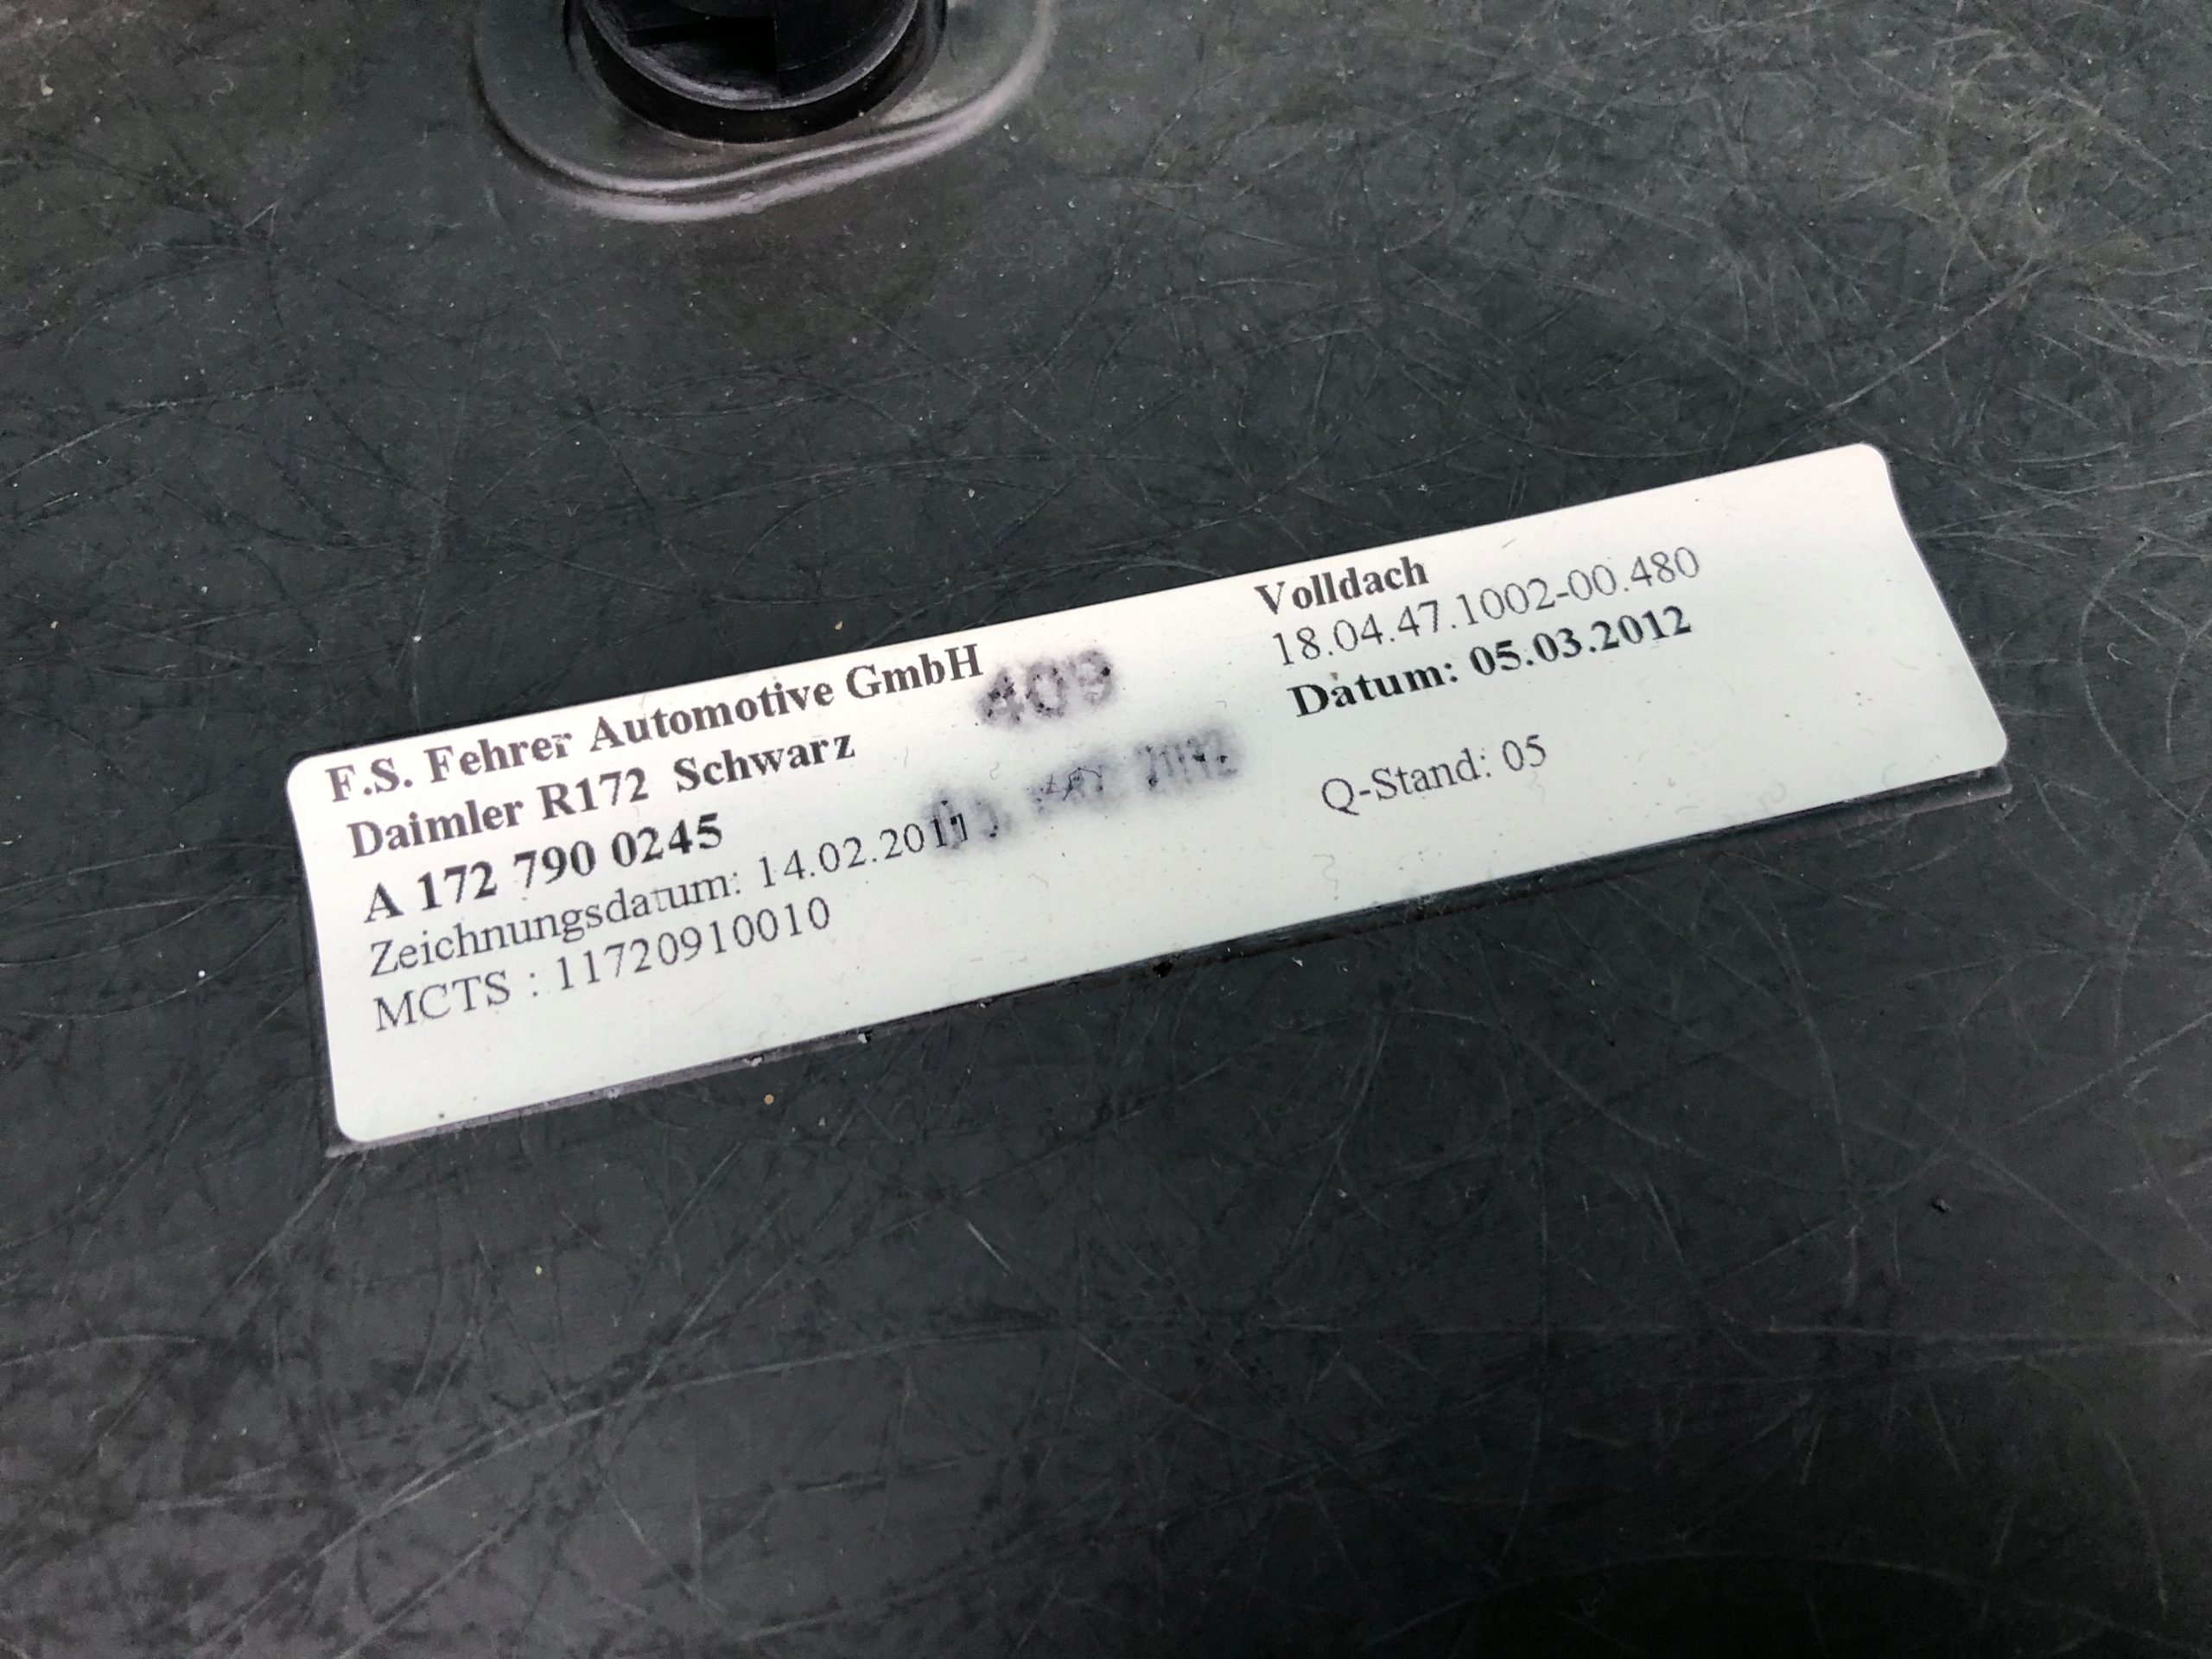 F.S. Fehrer Automotive GmbH
409
Daimler R172 Schwarz
A 172 790 0245
Zeichnungsdatum: 14.02.2011
MCTS : 11720910010
2012
Volldach
18.04.47.1002-00.480
Datum: 05.03.2012
Q-Stand: 05